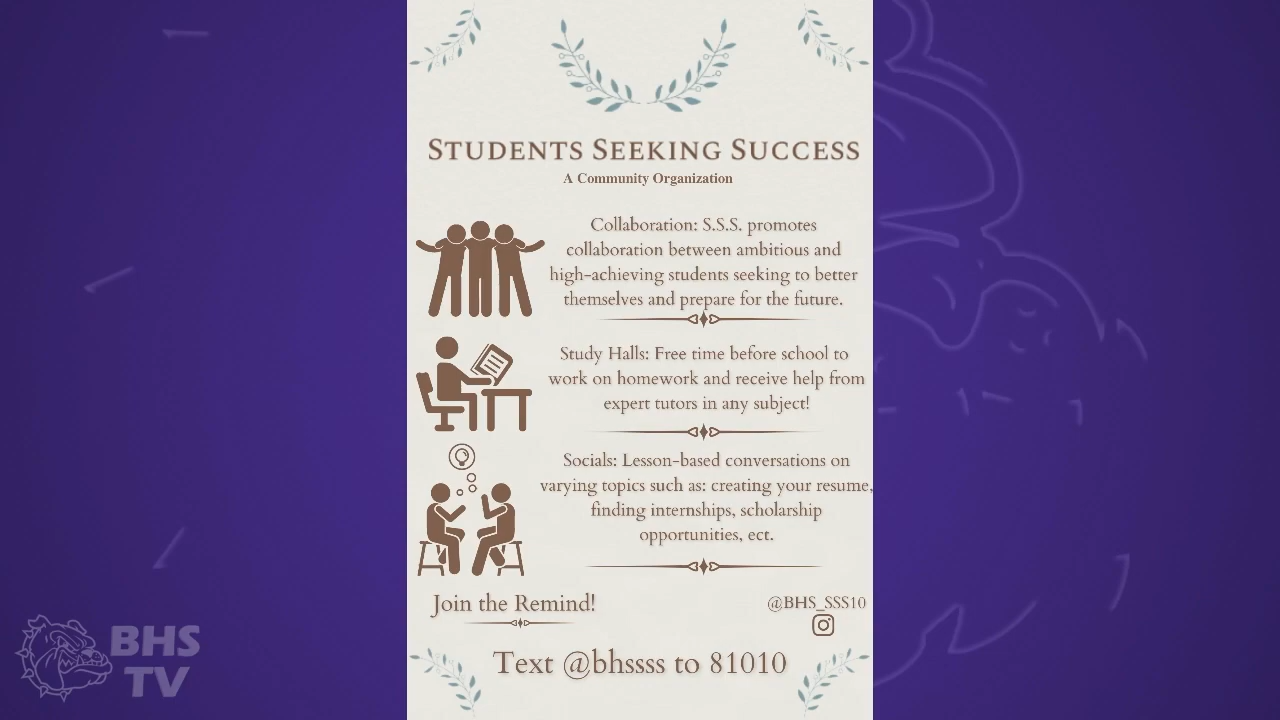 STUDENTS SEEKING SUCCESS
A Community Organization
Collaboration: S.S.S. promotes
collaboration between ambitious and
high-achieving students seeking to better
themselves and prepare for the future.
Study Halls: Free time before school to
work on homework and receive help from
expert tutors in any subject!
Socials: Lesson-based conversations on
varying topics such as: creating your resume,
finding internships, scholarship
opportunities, ect.
Join the Remind!
@BHS_SSS10
Text @bhssss to 81010
BHS
TV